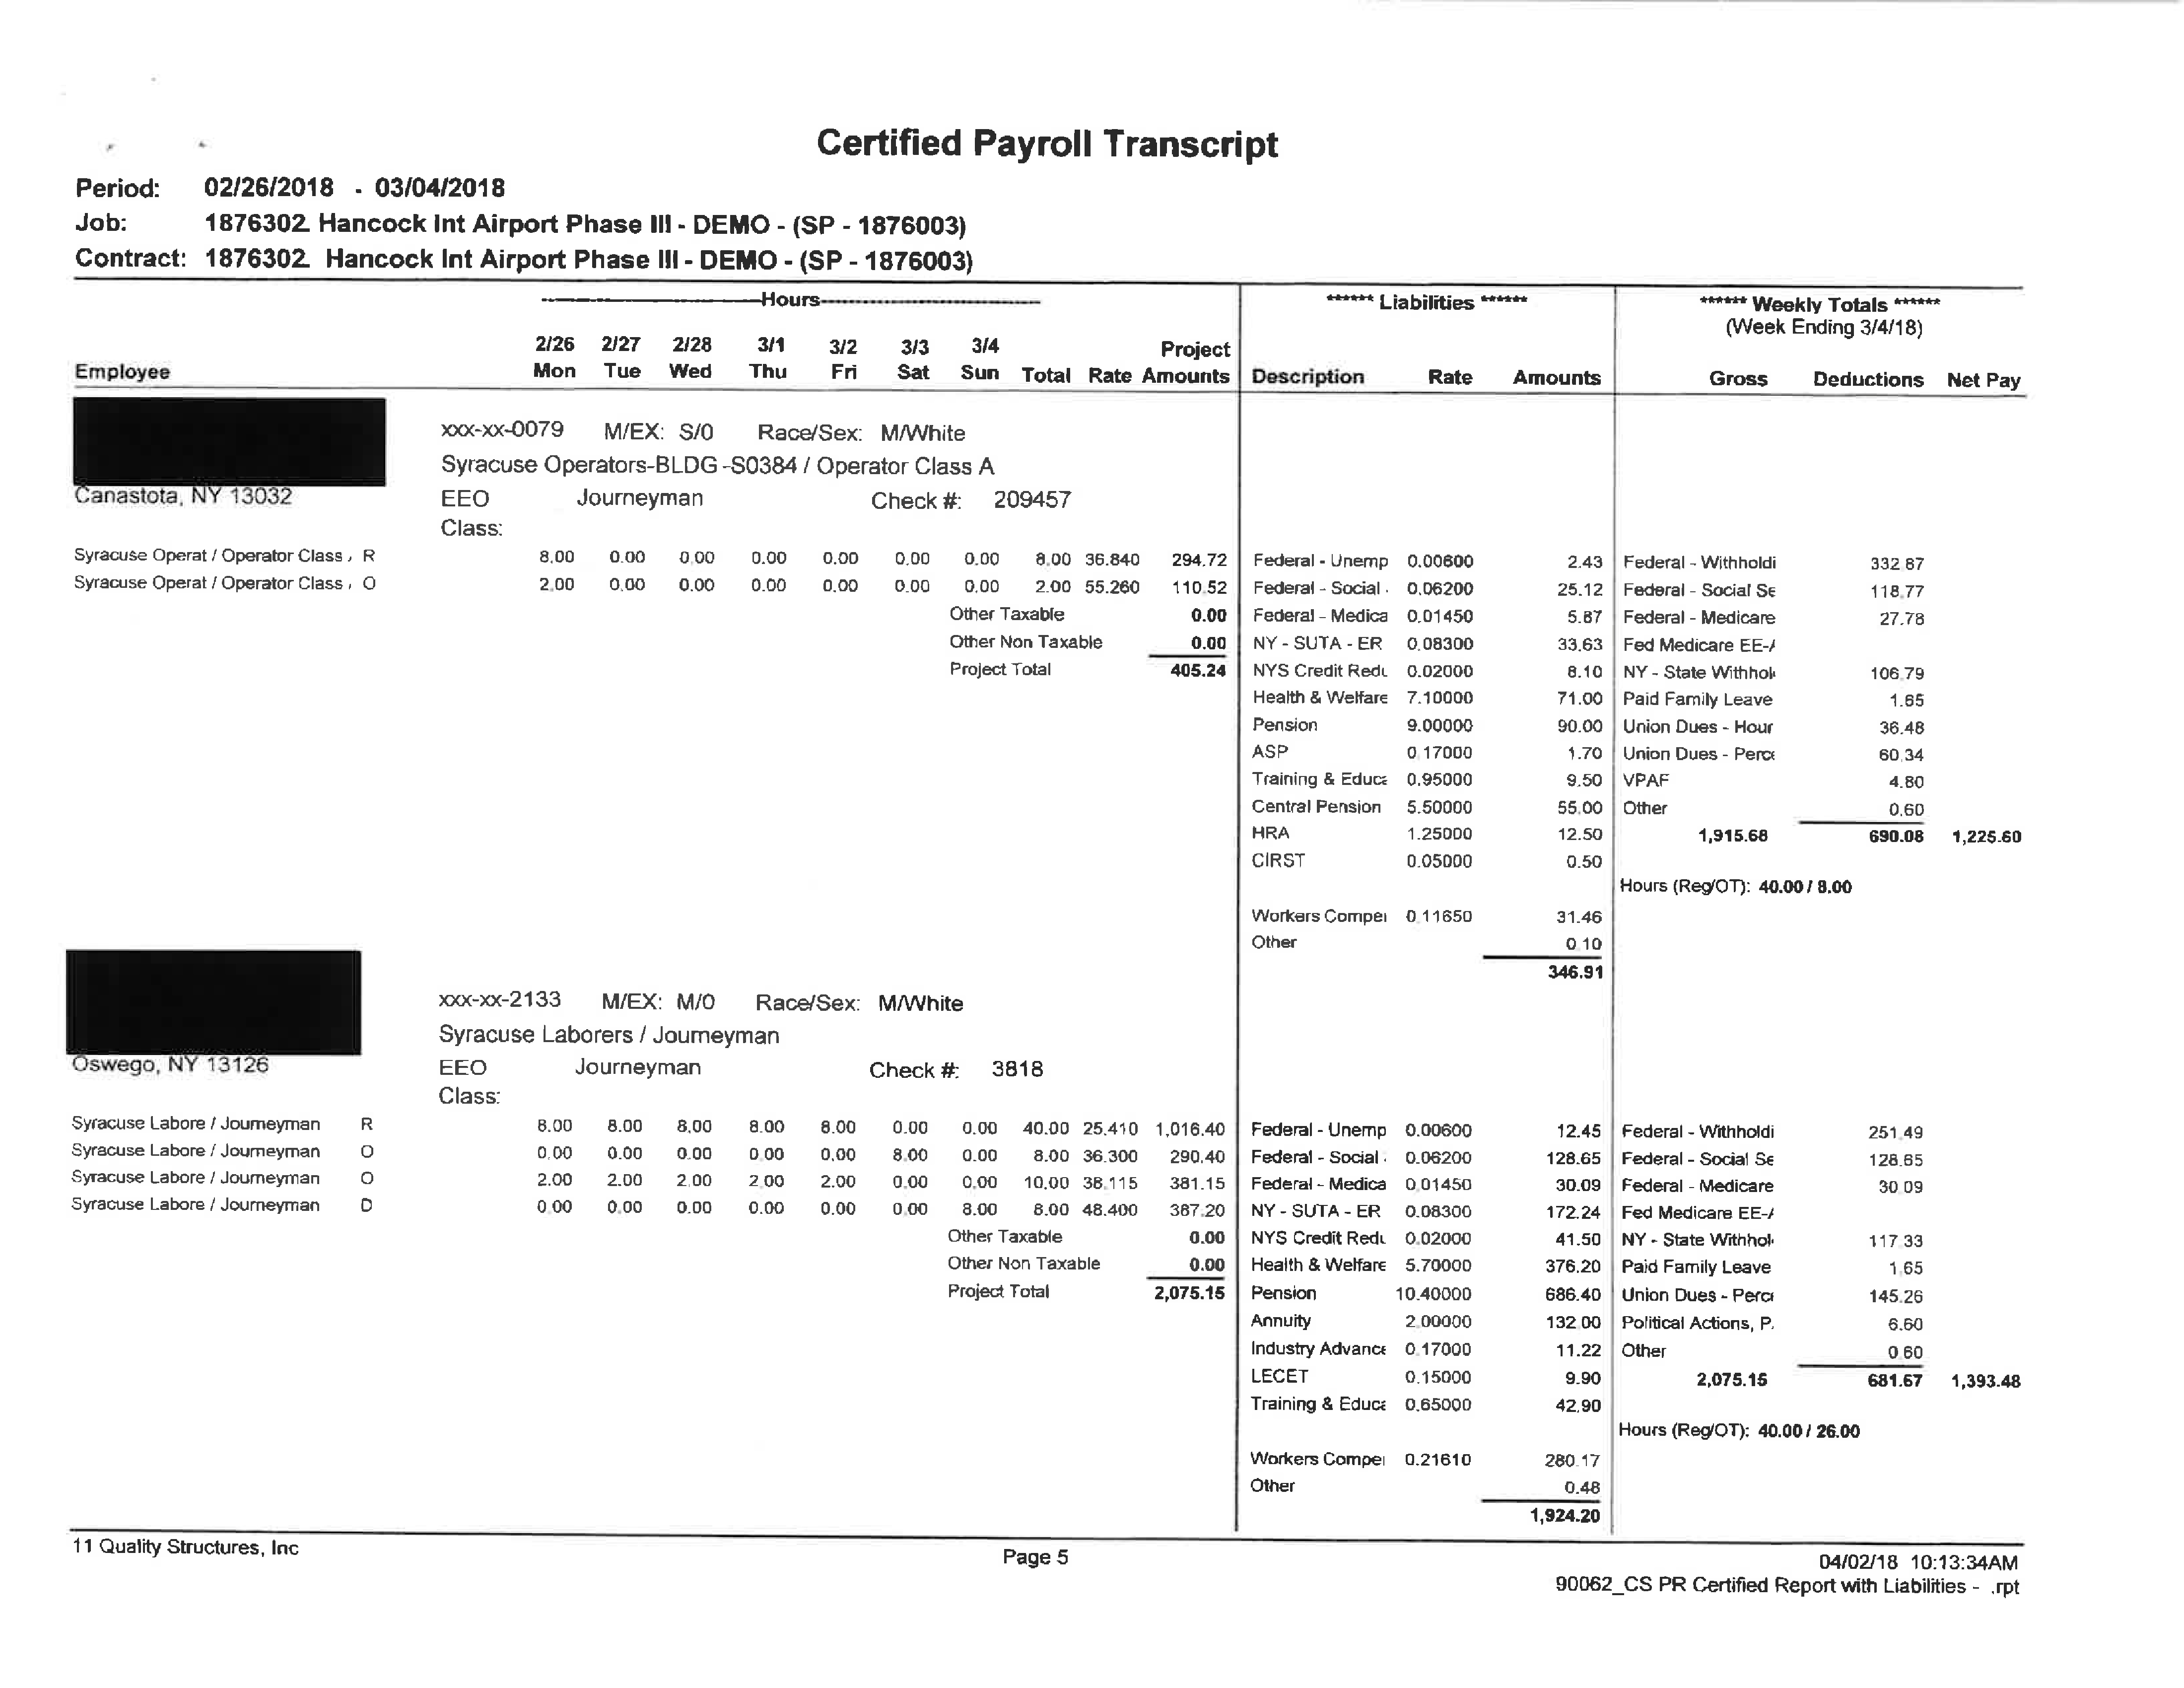 Certified Payroll Transcript
Period: 02/26/2018 - 03/04/2018
Job: 1876302. Hancock Int Airport Phase III - DEMO - (SP - 1876003)
Contract: 1876302. Hancock Int Airport Phase III - DEMO - (SP - 1876003)
Hours ****** Liabilities ****** ****** Weekly Totals ******
(Week Ending 3/4/18)
2/26 2/27 2/28 3/1 3/2 3/3 3/4 Project
Employee Mon Tue Wed Thu Fri Sat Sun Total Rate Amounts Description Rate Amounts Gross Deductions Net Pay
xxx-xx-0079 M/EX: S/0 Race/Sex: M/White
Syracuse Operators-BLDG -S0384 / Operator Class A
Canastota, NY 13032 EEO Journeyman Check #: 209457
Class:
Syracuse Operat / Operator Class R 8.00 0.00 0.00 0.00 0.00 0.00 0.00 8.00 36.840 294.72 Federal - Unemp 0.00600 2.43 Federal - Withholdi 332.87
Syracuse Operat / Operator Class O 2.00 0.00 0.00 0.00 0.00 0.00 0.00 2.00 55.260 110.52 Federal - Social 0.06200 25.12 Federal - Social Se 118.77
Other Taxable 0.00 Federal - Medica 0.01450 5.87 Federal - Medicare 27.78
Other Non Taxable 0.00 NY - SUTA - ER 0.08300 33.63 Fed Medicare EE-A
Project Total 405.24 NYS Credit Redu 0.02000 8.10 NY - State Withhol 106.79
Health & Welfare 7.10000 71.00 Paid Family Leave 1.65
Pension 9.00000 90.00 Union Dues - Hour 36.48
ASP 0.17000 1.70 Union Dues - Perce 60.34
Training & Educa 0.95000 9.50 VPAF 4.80
Central Pension 5.50000 55.00 Other 0.60
HRA 1.25000 12.50 1,915.68 690.08 1,225.60
CIRST 0.05000 0.50
Hours (Reg/OT): 40.00 / 8.00
Workers Compe 0.11650 31.46
Other 0.10
346.91
xxx-xx-2133 M/EX: M/0 Race/Sex: M/White
Syracuse Laborers / Journeyman
Oswego, NY 13126 EEO Journeyman Check #: 3818
Class:
Syracuse Labore / Journeyman R 8.00 8.00 8.00 8.00 8.00 0.00 0.00 40.00 25.410 1,016.40 Federal - Unemp 0.00600 12.45 Federal - Withholdi 251.49
Syracuse Labore / Journeyman O 0.00 0.00 0.00 0.00 0.00 8.00 0.00 8.00 36.300 290.40 Federal - Social 0.06200 128.65 Federal - Social Se 128.65
Syracuse Labore / Journeyman O 2.00 2.00 2.00 2.00 2.00 0.00 0.00 10.00 38.115 381.15 Federal - Medica 0.01450 30.09 Federal - Medicare 30.09
Syracuse Labore / Journeyman D 0.00 0.00 0.00 0.00 0.00 0.00 8.00 8.00 48.400 387.20 NY - SUTA - ER 0.08300 172.24 Fed Medicare EE-A
Other Taxable 0.00 NYS Credit Redu 0.02000 41.50 NY - State Withhol 117.33
Other Non Taxable 0.00 Health & Welfare 5.70000 376.20 Paid Family Leave 1.65
Project Total 2,075.15 Pension 10.40000 686.40 Union Dues - Perce 145.26
Annuity 2.00000 132.00 Political Actions, P. 6.60
Industry Advance 0.17000 11.22 Other 0.60
LECET 0.15000 9.90 2,075.15 681.67 1,393.48
Training & Educa 0.65000 42.90
Hours (Reg/OT): 40.00 / 26.00
Workers Compe 0.21610 280.17
Other 0.48
1,924.20
11 Quality Structures, Inc Page 5 04/02/18 10:13:34AM
90062_CS PR Certified Report with Liabilities - .rpt